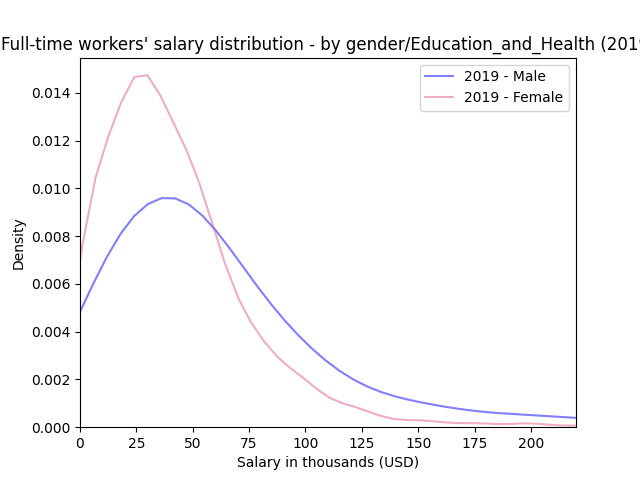 Full-time workers' salary distribution - by gender/Education_and_Health (2019
2019 - Male
2019 - Female
0.014
0.012
0.010
0.008
0.006
0.004
0.002
0.000
Density
0 25 50 75 100 125 150 175 200
Salary in thousands (USD)